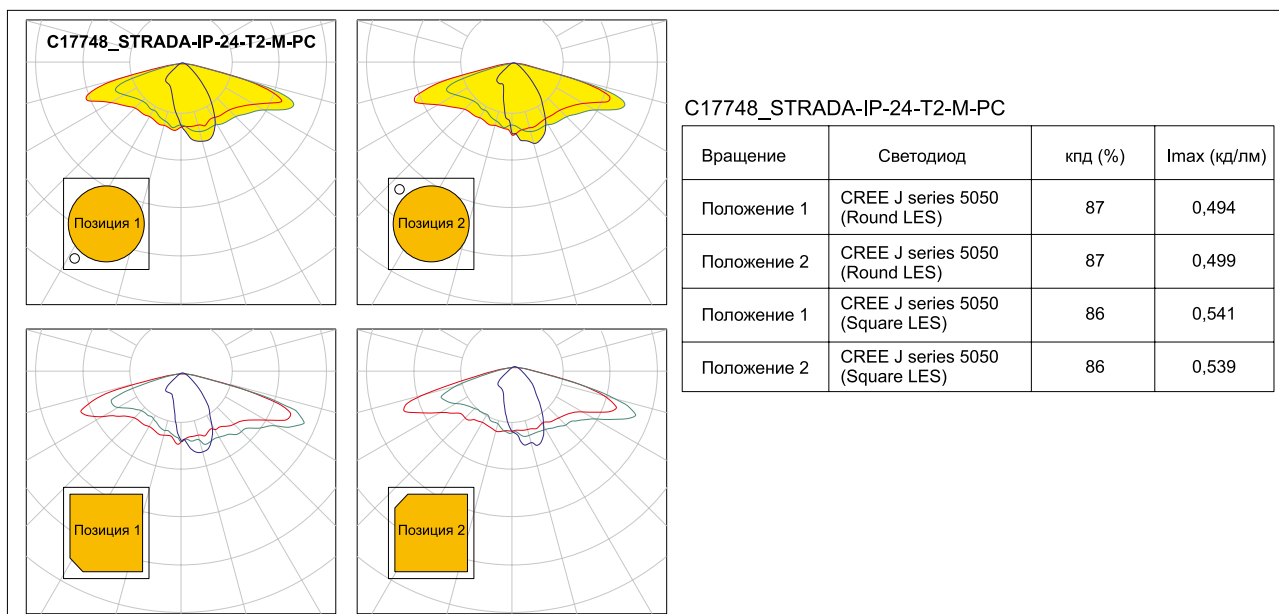 C17748_STRADA-IP-24-T2-M-PC
Позиция 1
Позиция 2
Позиция 1
Позиция 2
C17748_STRADA-IP-24-T2-M-PC
Вращение Светодиод кпд (%) Imax (кд/лм)
Положение 1 CREE J series 5050 (Round LES) 87 0,494
Положение 2 CREE J series 5050 (Round LES) 87 0,499
Положение 1 CREE J series 5050 (Square LES) 86 0,541
Положение 2 CREE J series 5050 (Square LES) 86 0,539